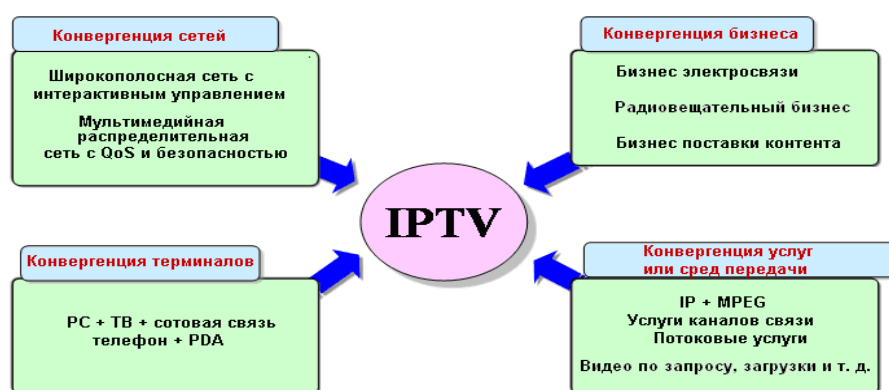 Конвергенция сетей
Широкополосная сеть с
интерактивным управлением
Мультимедийная
распределительная
сеть с QoS и безопасностью
Конвергенция бизнеса
Бизнес электросвязи
Радиовещательный бизнес
Бизнес поставки контента
IPTV
Конвергенция терминалов
PC + ТВ + сотовая связь
телефон + PDA
Конвергенция услуг
или сред передачи
IP + MPEG
Услуги каналов связи
Потоковые услуги
Видео по запросу, загрузки и т. д.